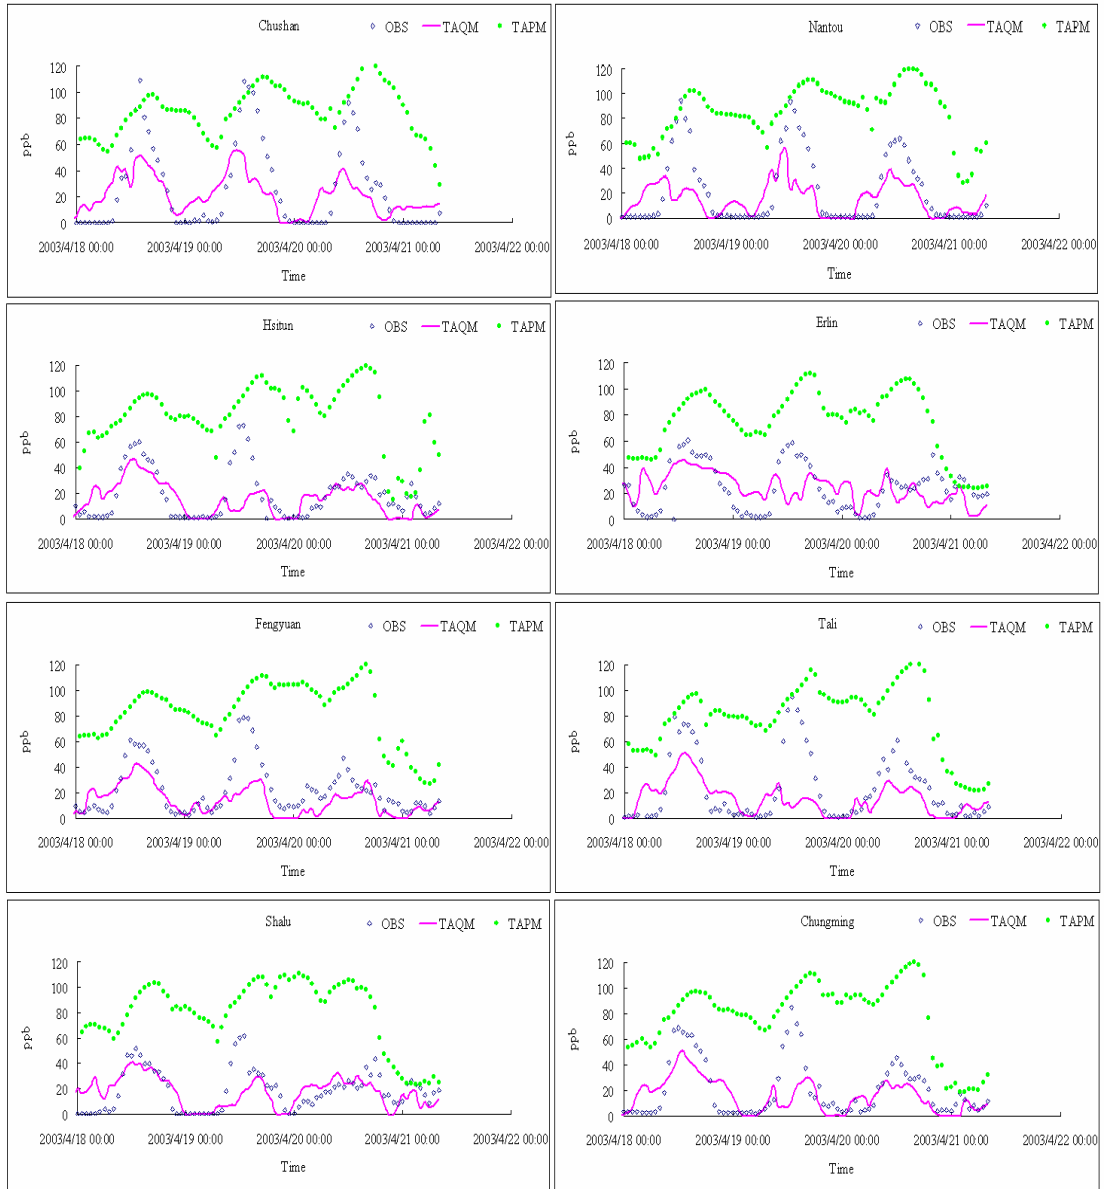 Chushan OBS TAQM TAPM
120
100
80
60
40
20
0
ppb
2003/4/18 00:00 2003/4/19 00:00 2003/4/20 00:00 2003/4/21 00:00 2003/4/22 00:00
Time
Nantou OBS TAQM TAPM
120
100
80
60
40
20
0
ppb
2003/4/18 00:00 2003/4/19 00:00 2003/4/20 00:00 2003/4/21 00:00 2003/4/22 00:00
Time
Hsitun OBS TAQM TAPM
120
100
80
60
40
20
0
ppb
2003/4/18 00:00 2003/4/19 00:00 2003/4/20 00:00 2003/4/21 00:00 2003/4/22 00:00
Time
Erlin OBS TAQM TAPM
120
100
80
60
40
20
0
ppb
2003/4/18 00:00 2003/4/19 00:00 2003/4/20 00:00 2003/4/21 00:00 2003/4/22 00:00
Time
Fengyuan OBS TAQM TAPM
120
100
80
60
40
20
0
ppb
2003/4/18 00:00 2003/4/19 00:00 2003/4/20 00:00 2003/4/21 00:00 2003/4/22 00:00
Time
Tali OBS TAQM TAPM
120
100
80
60
40
20
0
ppb
2003/4/18 00:00 2003/4/19 00:00 2003/4/20 00:00 2003/4/21 00:00 2003/4/22 00:00
Time
Shalu OBS TAQM TAPM
120
100
80
60
40
20
0
ppb
2003/4/18 00:00 2003/4/19 00:00 2003/4/20 00:00 2003/4/21 00:00 2003/4/22 00:00
Time
Chungming OBS TAQM TAPM
120
100
80
60
40
20
0
ppb
2003/4/18 00:00 2003/4/19 00:00 2003/4/20 00:00 2003/4/21 00:00 2003/4/22 00:00
Time